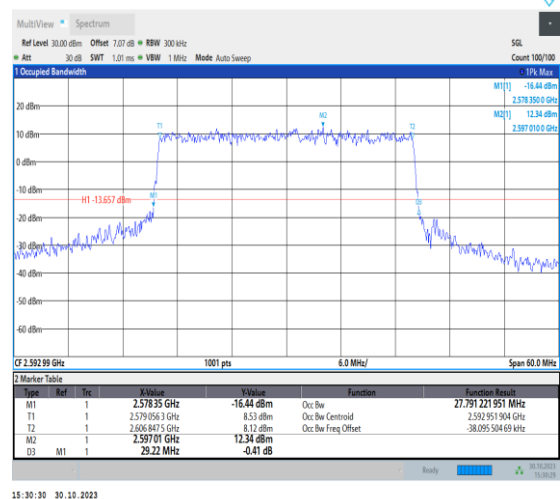 MultiView Spectrum
Ref Level 30.00 dBm Offset 7.07 dB RBW 300 kHz SGL
Att 30 dB SWT 1.01 ms VBW 1 MHz Mode Auto Sweep Count 100/100
1 Occupied Bandwidth 1Pk Max
M1[1] -16.44 dBm
2.578 350 0 GHz
M2[1] 12.34 dBm
2.597 010 0 GHz
20 dBm
M2
T1 T2
10 dBm
0 dBm
-10 dBm
M1
H1 -13.657 dBm
D3
-20 dBm
-30 dBm
-40 dBm
-50 dBm
-60 dBm
CF 2.592 99 GHz 1001 pts 6.0 MHz/ Span 60.0 MHz
2 Marker Table
Type Ref Trc X-Value Y-Value Function Function Result
M1 1 2.578 35 GHz -16.44 dBm Occ Bw 27.791 221 951 MHz
T1 1 2.579 056 3 GHz 8.53 dBm Occ Bw Centroid 2.592 951 904 GHz
T2 1 2.606 847 5 GHz 8.12 dBm Occ Bw Freq Offset -38.095 504 69 kHz
M2 1 2.597 01 GHz 12.34 dBm
D3 M1 1 29.22 MHz -0.41 dB
Ready 30.10.2023
15:30:29
15:30:30 30.10.2023